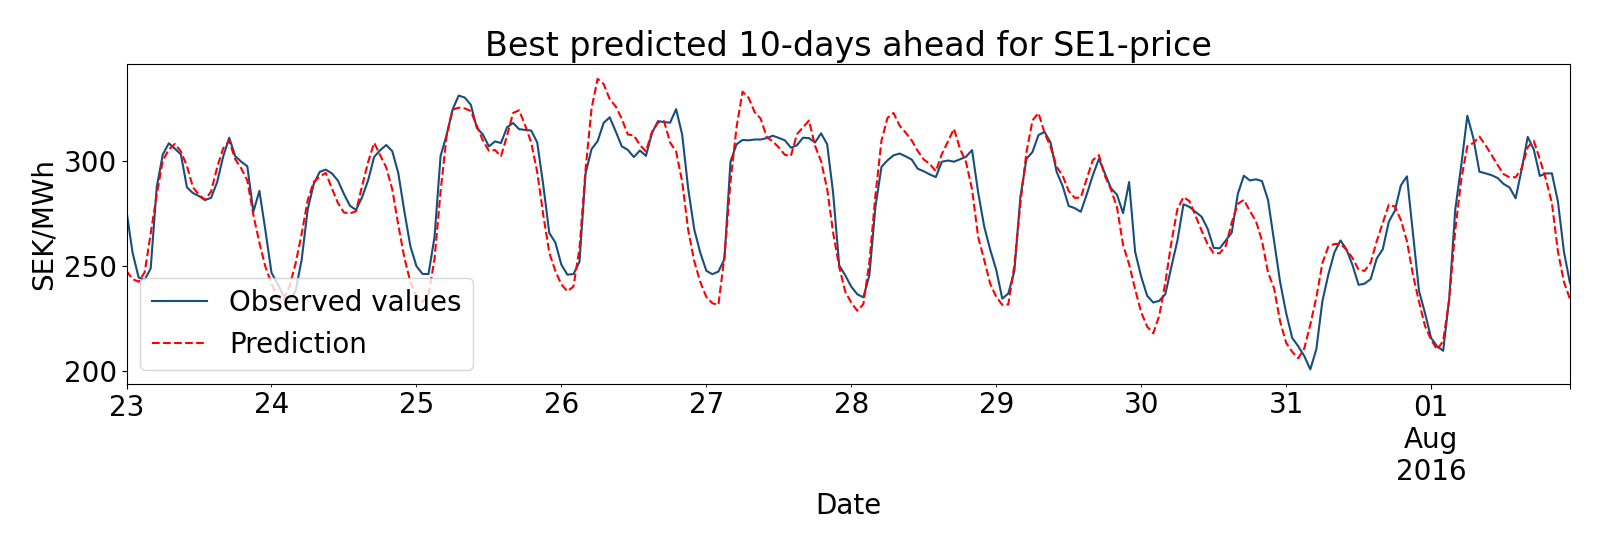 Best predicted 10-days ahead for SE1-price
SEK/MWh
300
250
200
Observed values
Prediction
23 24 25 26 27 28 29 30 31 01
Aug
2016
Date